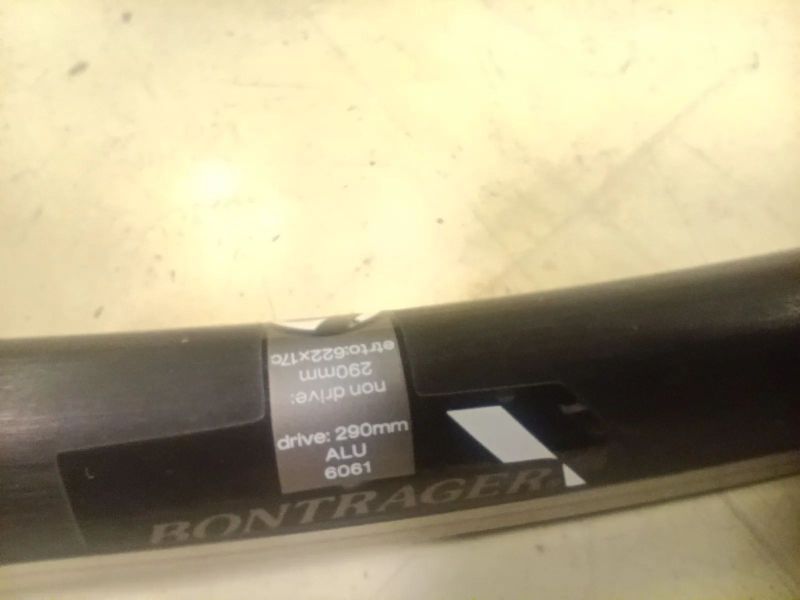 etrto:622x17c
290mm
non drive:
drive: 290mm
ALU
6061
BONTRAGER